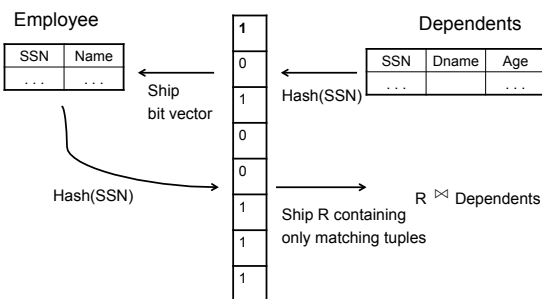 Employee
SSN Name
. . . . . .
Ship
bit vector
Hash(SSN)
1
0
1
0
0
1
1
1
Dependents
SSN Dname Age
. . . . . .
Hash(SSN)
Ship R containing
only matching tuples
R ⋈ Dependents